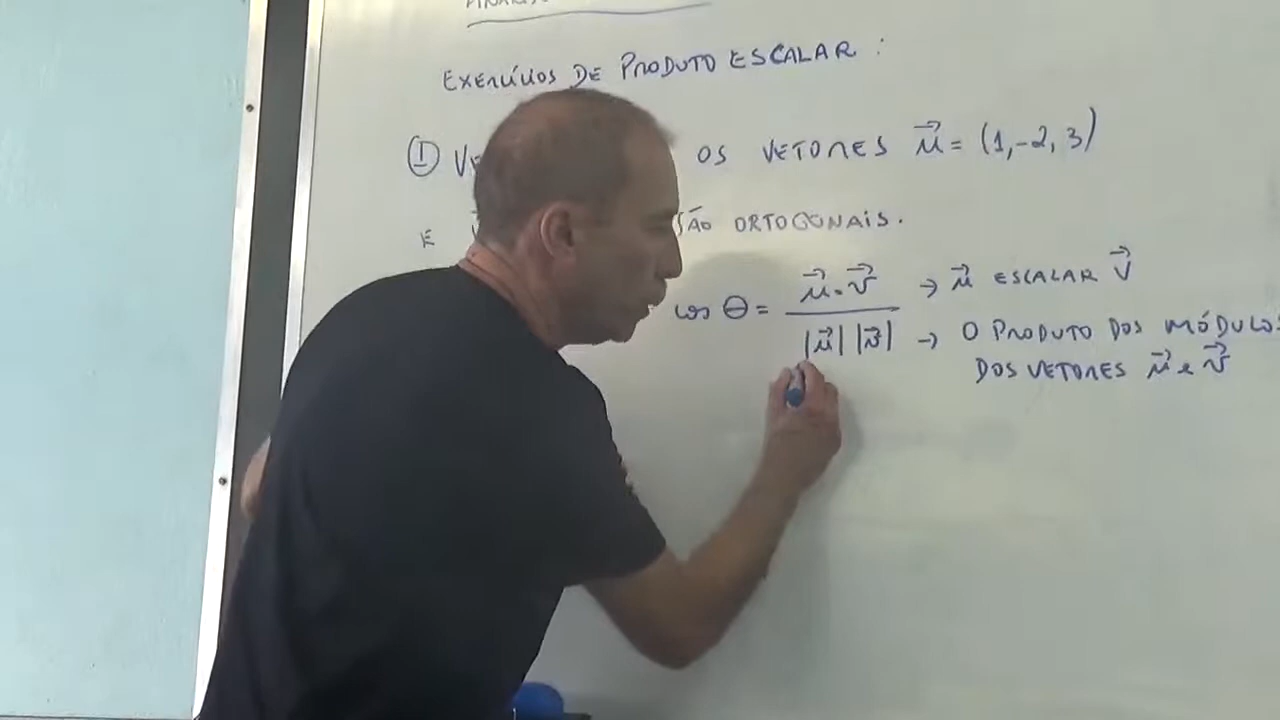 EXERCÍCIOS DE PRODUTO ESCALAR :
① OS VETORES u⃗ = (1,-2, 3)
E SÃO ORTOGONAIS.
cos θ = u⃗ . v⃗ / |u⃗| |v⃗|
→ u⃗ ESCALAR v⃗
→ O PRODUTO DOS MÓDULOS
DOS VETORES u⃗ e v⃗